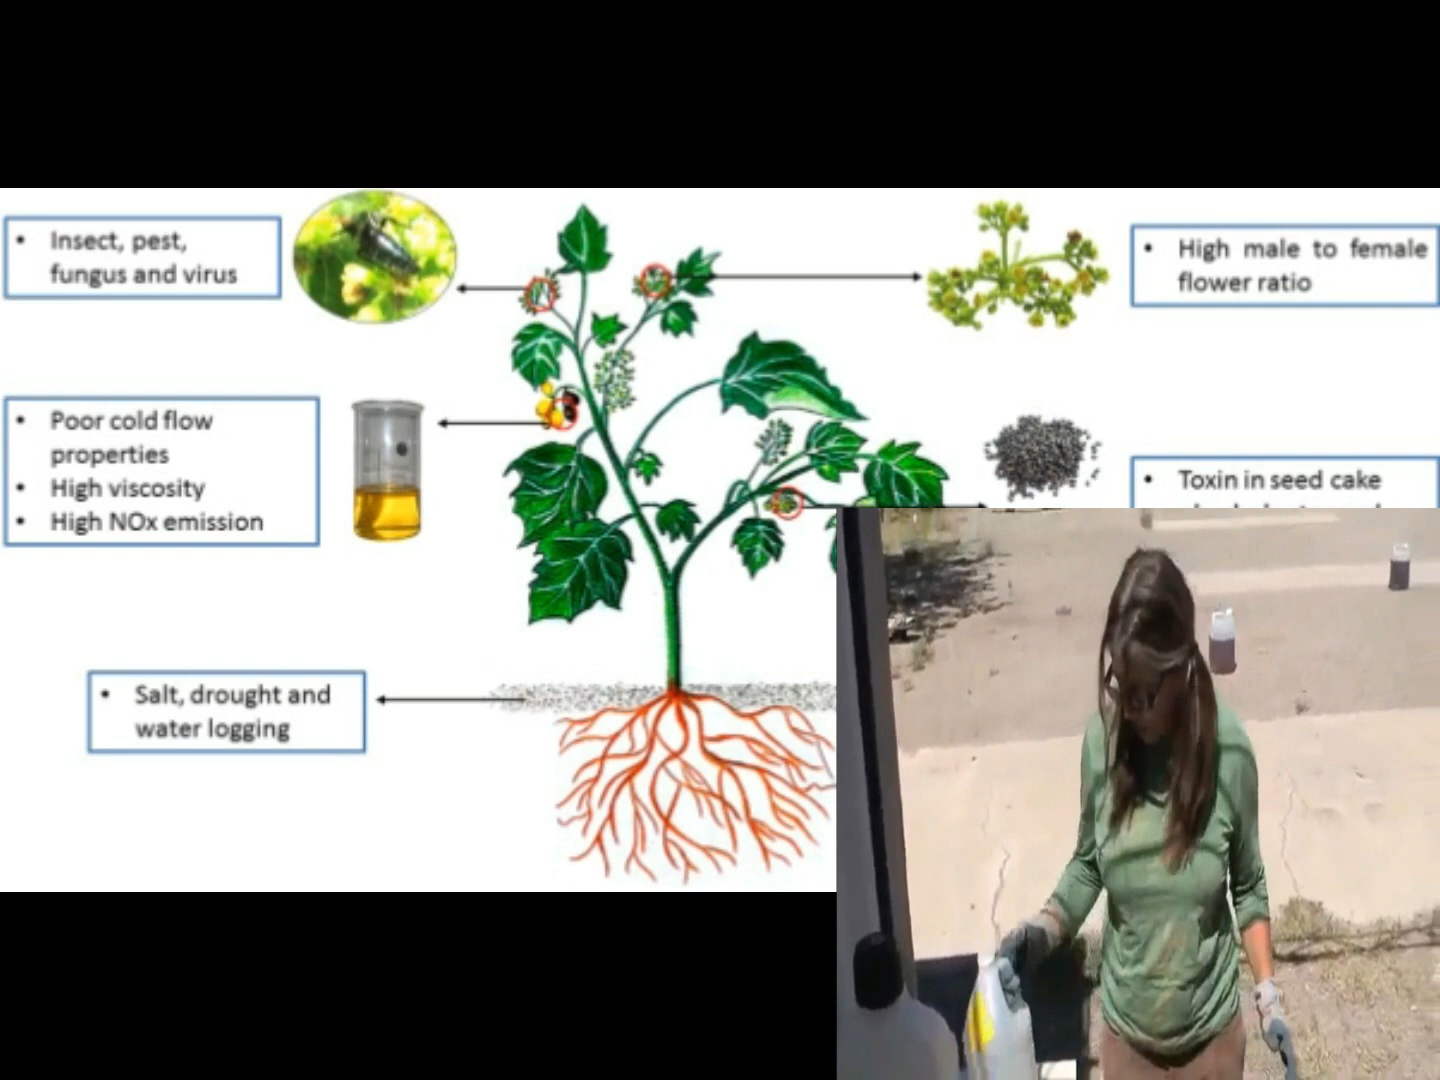 Insect, pest,
fungus and virus
High male to female
flower ratio
Poor cold flow
properties
High viscosity
High NOx emission
Toxin in seed cake
Salt, drought and
water logging